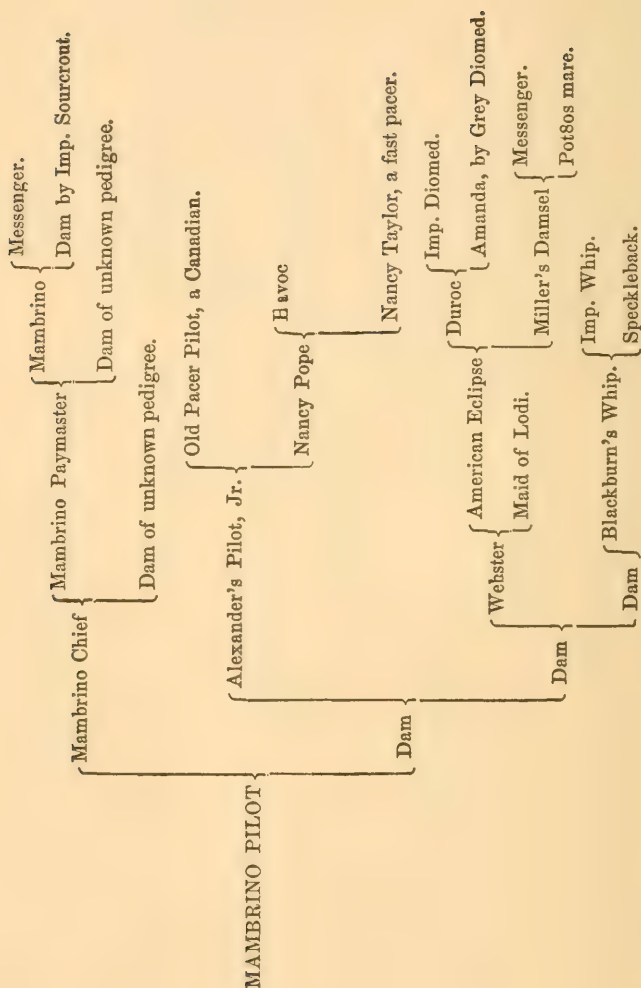 198
Messenger.
Mambrino
Dam by Imp. Sourcrout.
Mambrino Paymaster
Mambrino Chief
Dam of unknown pedigree.
Dam of unknown pedigree.
Old Pacer Pilot, a Canadian.
Alexander's Pilot, Jr.
MAMBRINO PILOT
Havoc
Nancy Pope
Nancy Taylor, a fast pacer.
Dam
Imp. Diomed.
Duroc
Amanda, by Grey Diomed.
American Eclipse
Webster
Messenger.
Miller's Damsel
Maid of Lodi.
Pot8os mare.
Dam
Imp. Whip.
Blackburn's Whip.
Speckleback.
Dam